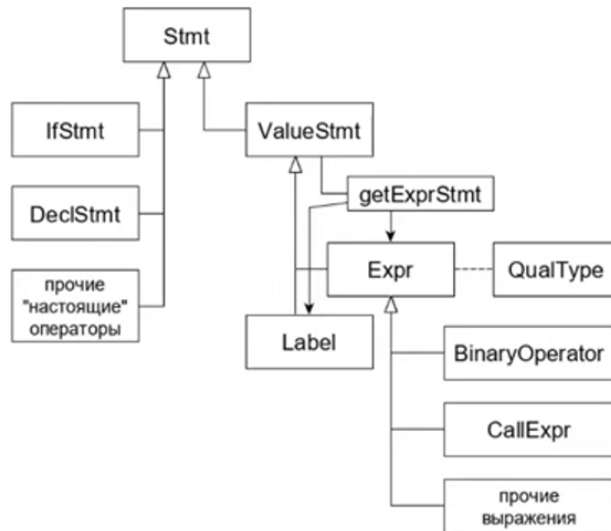 Stmt
IfStmt
ValueStmt
DeclStmt
getExprStmt
прочие
"настоящие"
операторы
Expr
QualType
Label
BinaryOperator
CallExpr
прочие
выражения